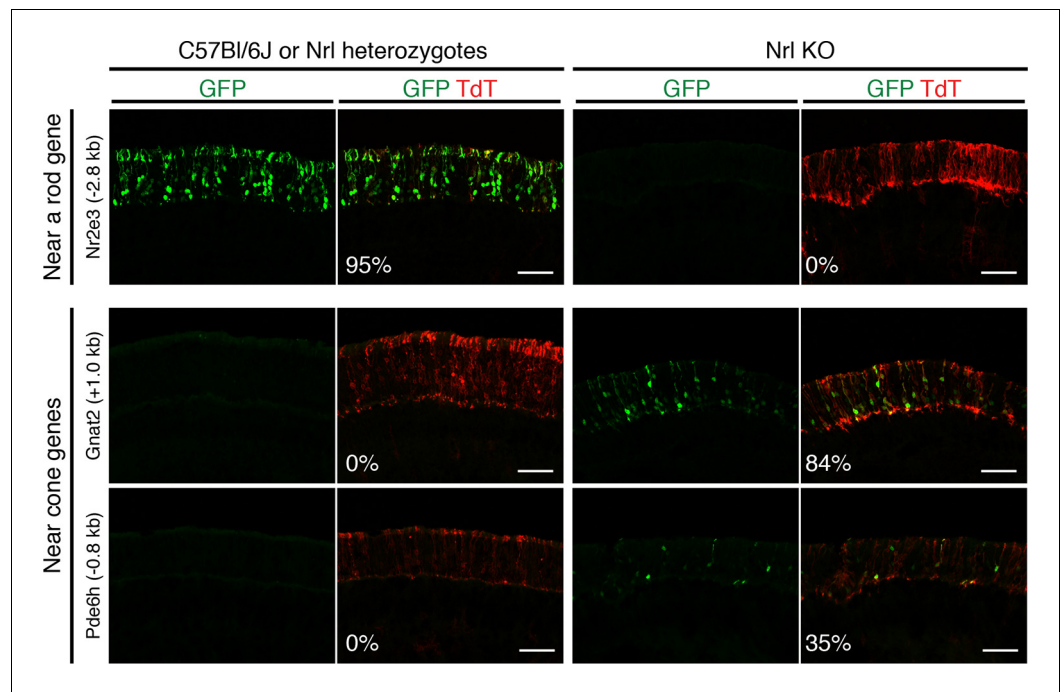 C57Bl/6J or Nrl heterozygotes
Nrl KO
GFP
GFP TdT
GFP
GFP TdT
Near a rod gene
Nr2e3 (-2.8 kb)
95%
0%
Near cone genes
Gnat2 (+1.0 kb)
0%
84%
Pde6h (-0.8 kb)
0%
35%